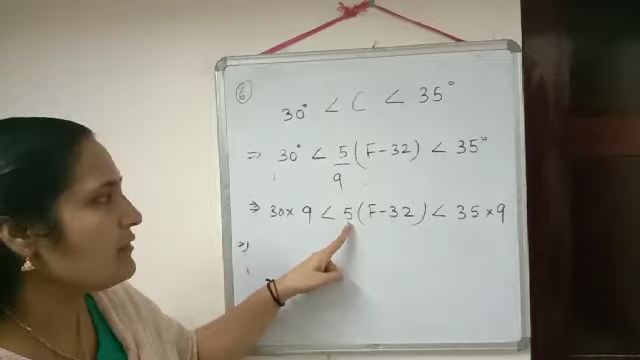 6
30° < C < 35°
⇒ 30° < 5/9 (F-32) < 35°
⇒ 30×9 < 5(F-32) < 35×9
⇒